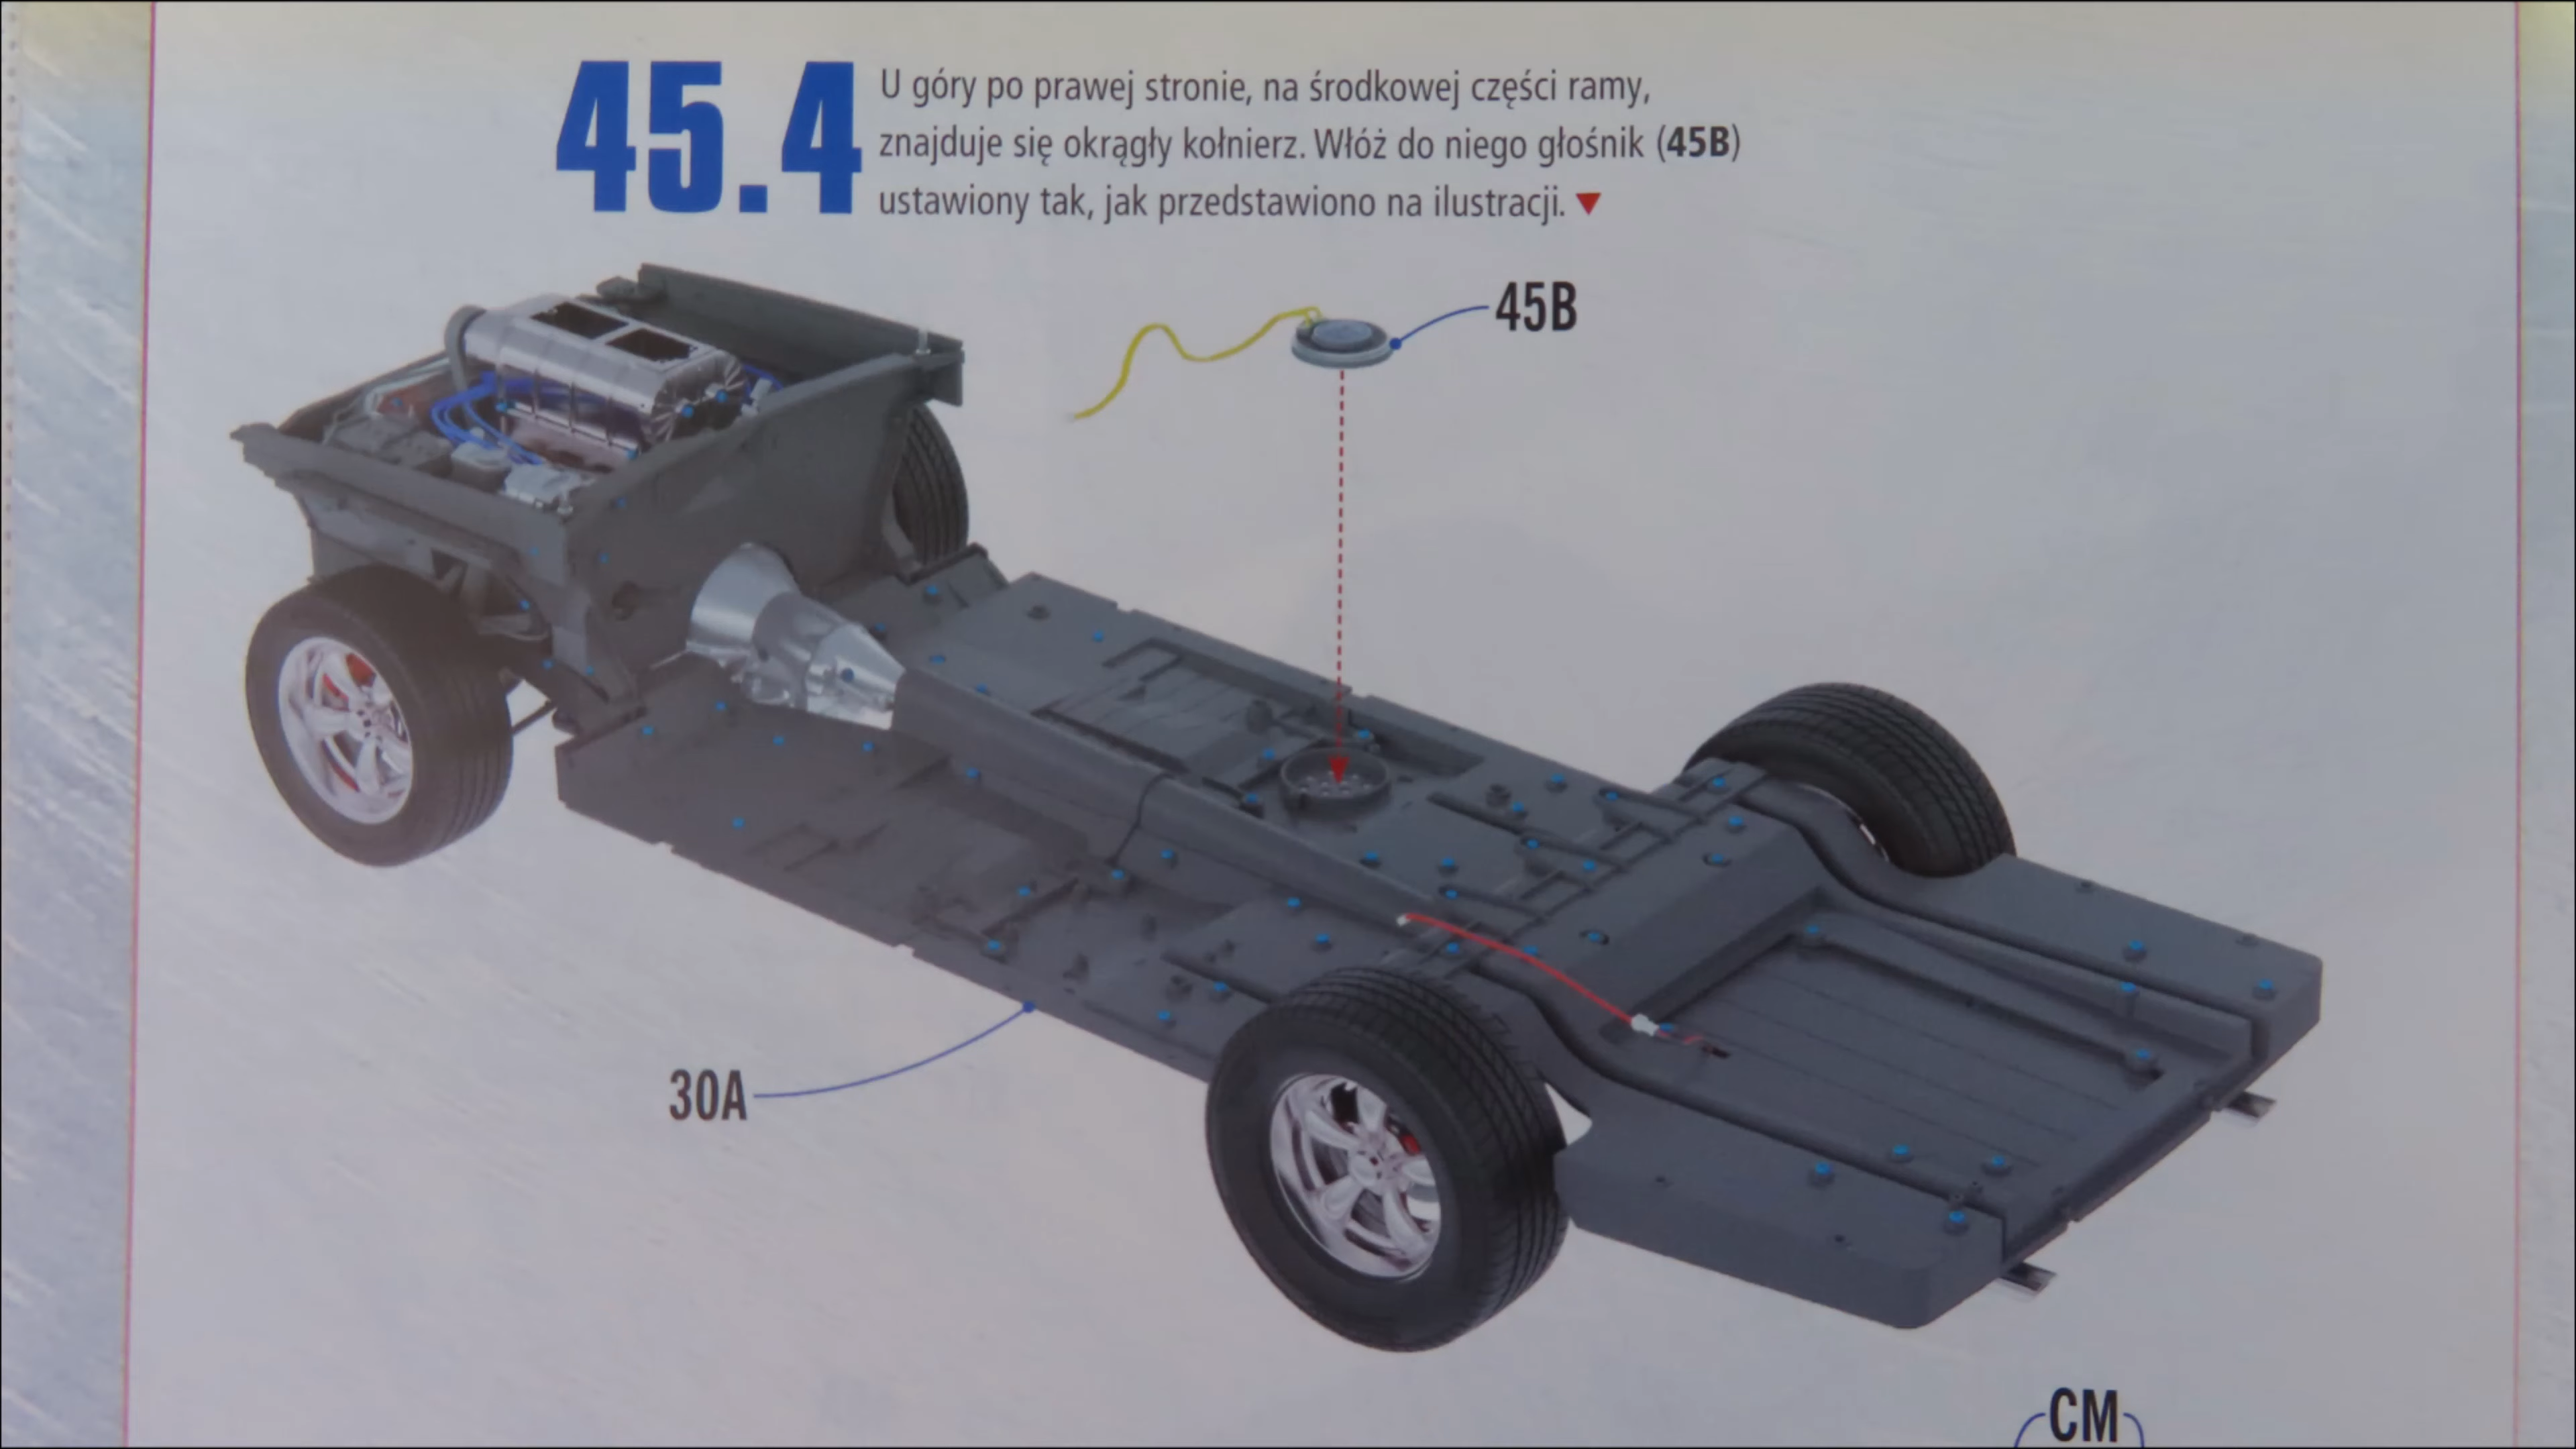 45.4
U góry po prawej stronie, na środkowej części ramy,
znajduje się okrągły kołnierz. Włóż do niego głośnik (45B)
ustawiony tak, jak przedstawiono na ilustracji.
45B
30A
CM